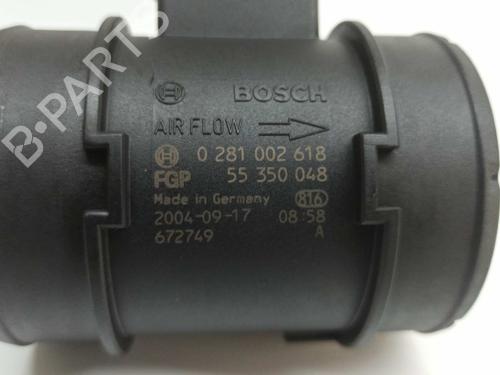 BOSCH
AIR FLOW
0 281 002 618
FGP 55 350 048
Made in Germany 816
2004-09-17 08:58
672749 A
B-PARTS